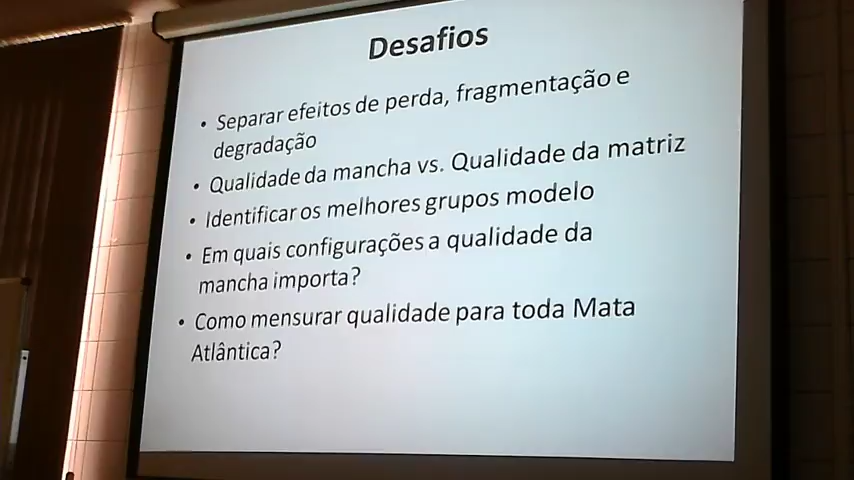 Desafios
• Separar efeitos de perda, fragmentação e
degradação
• Qualidade da mancha vs. Qualidade da matriz
• Identificar os melhores grupos modelo
• Em quais configurações a qualidade da
mancha importa?
• Como mensurar qualidade para toda Mata
Atlântica?